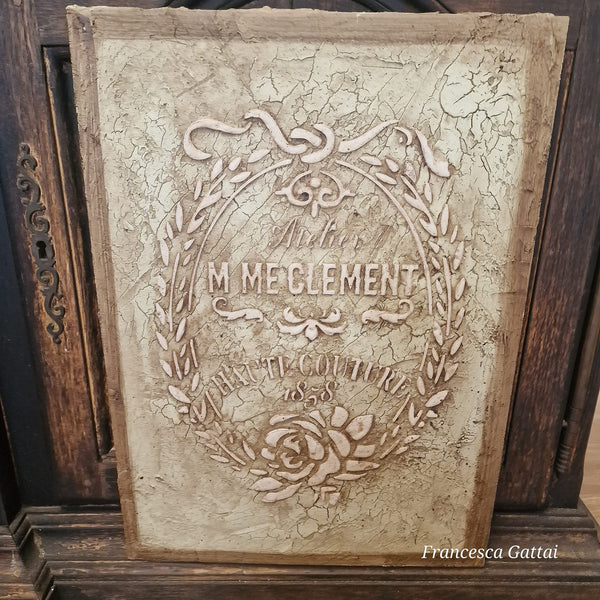 Atelier
M ME CLEMENT
HAUTE COUTURE
1858
Francesca Gattai